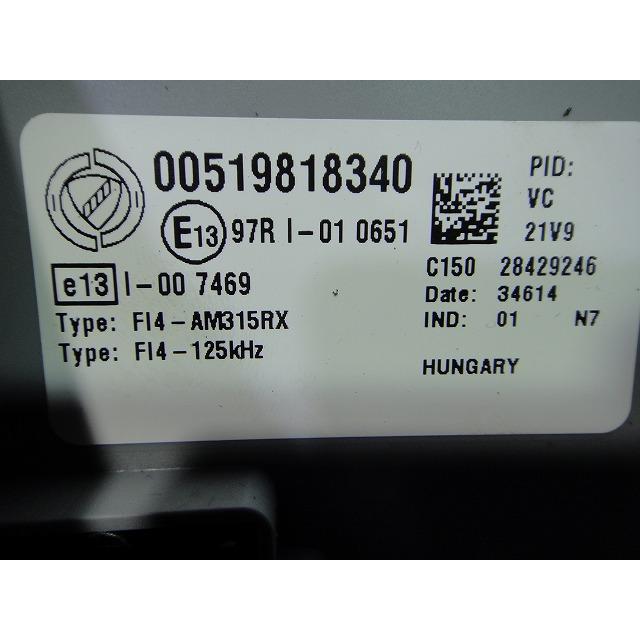 00519818340
PID:
VC
E13 97R I-01 0651
21V9
e13 I-00 7469
C150 28429246
Type: FI4-AM315RX
Date: 34614
IND: 01 N7
Type: FI4-125kHz
HUNGARY